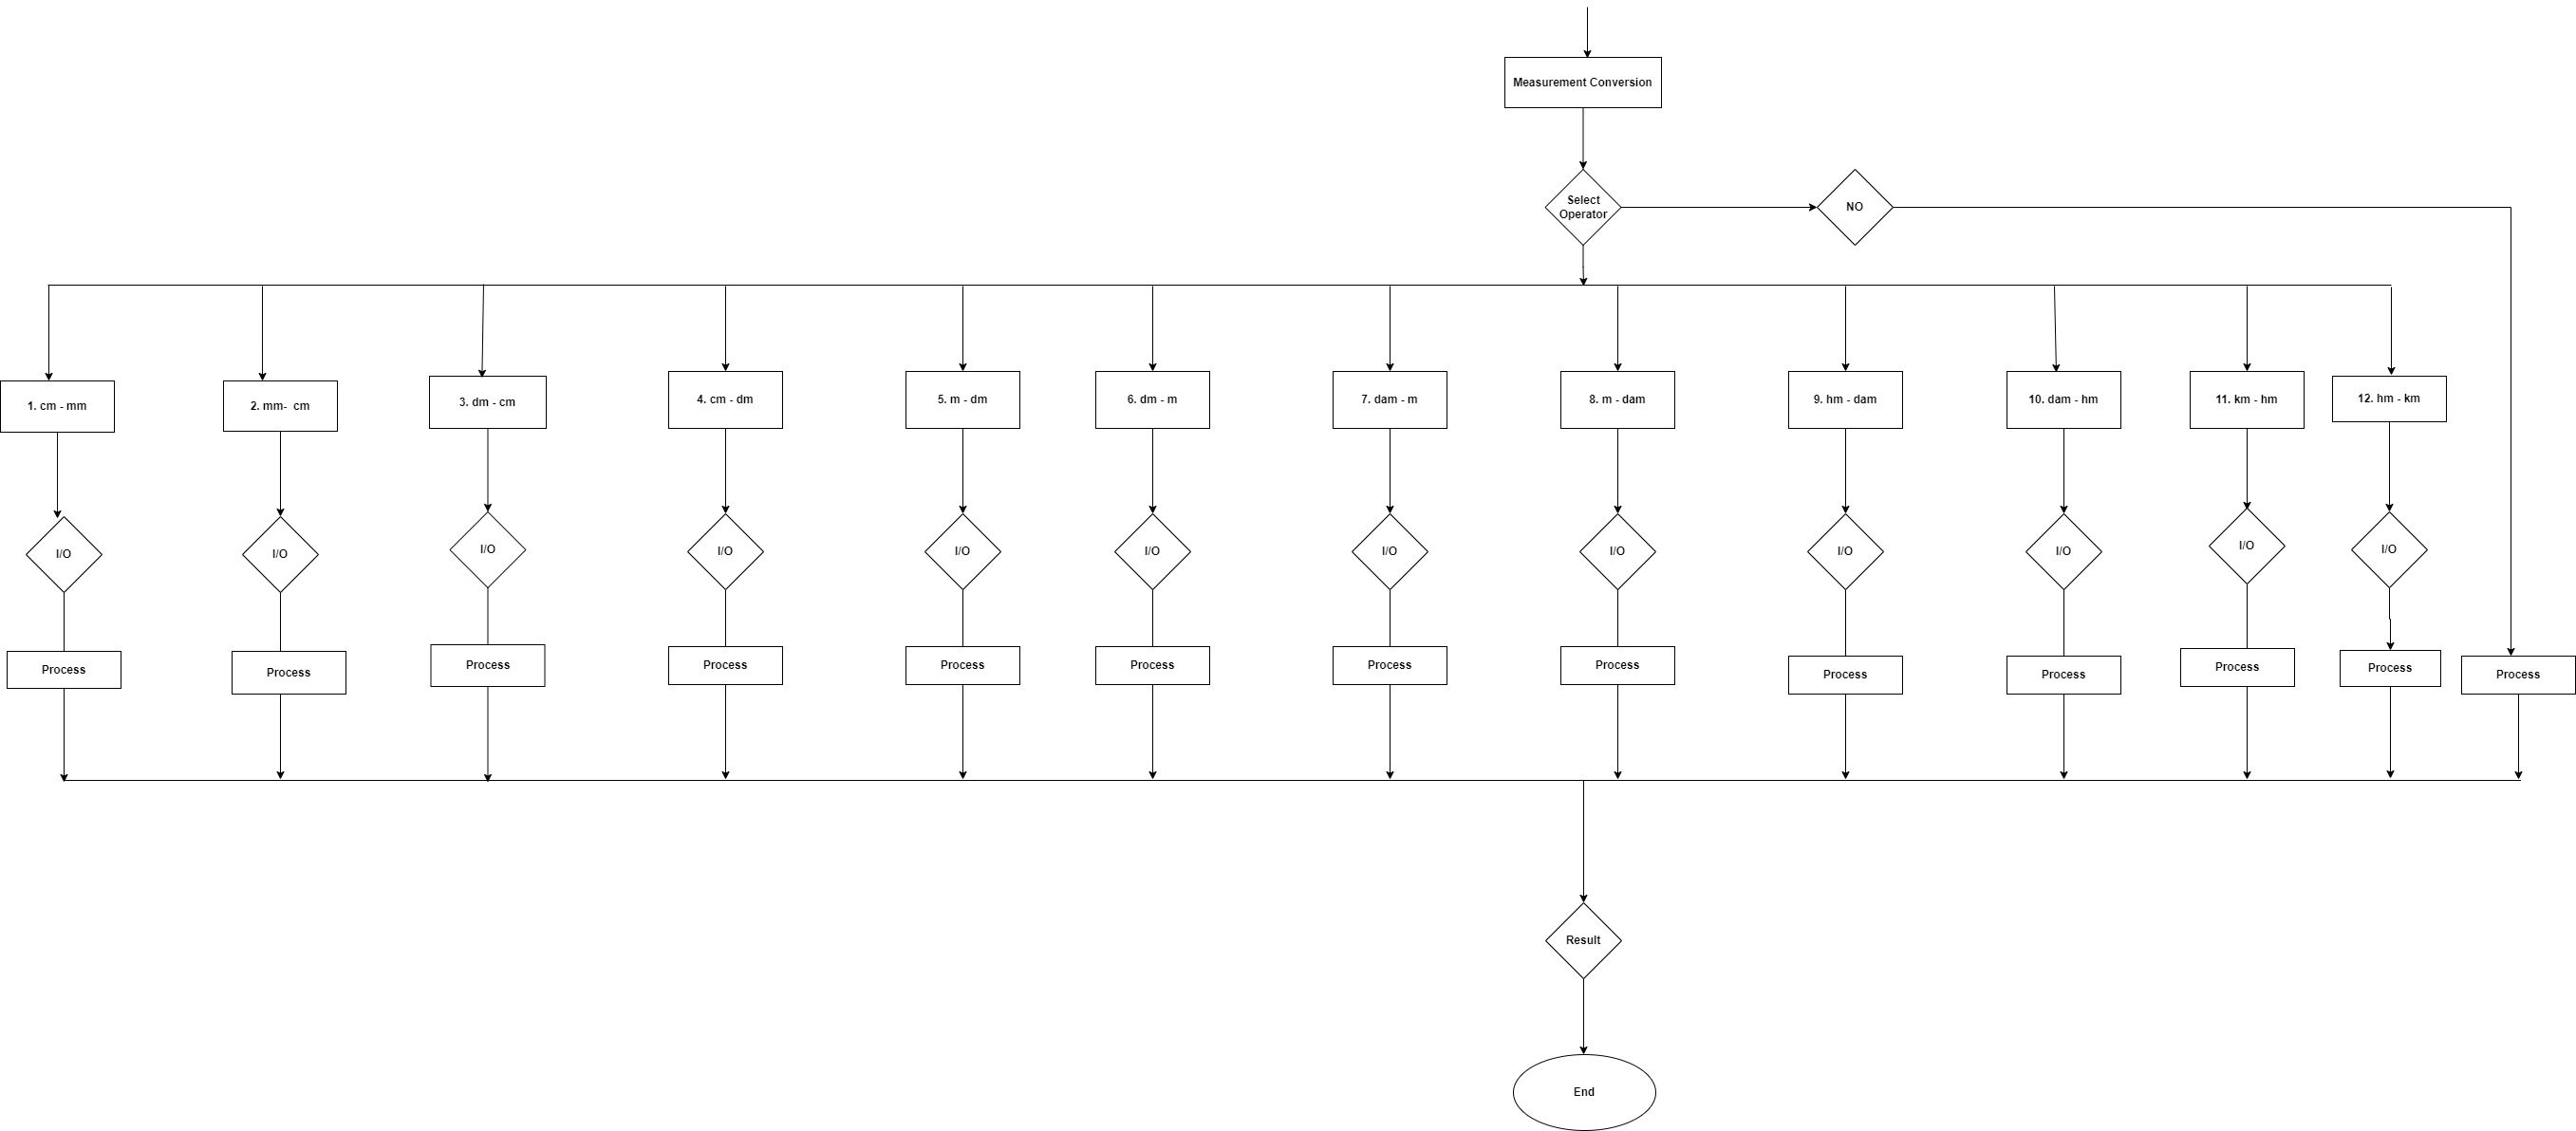 Measurement Conversion
Select
Operator
NO
1. cm - mm
2. mm-  cm
3. dm - cm
4. cm - dm
5. m - dm
6. dm - m
7. dam - m
8. m - dam
9. hm - dam
10. dam - hm
11. km - hm
12. hm - km
I/O
I/O
I/O
I/O
I/O
I/O
I/O
I/O
I/O
I/O
I/O
I/O
Process
Process
Process
Process
Process
Process
Process
Process
Process
Process
Process
Process
Process
Result
End